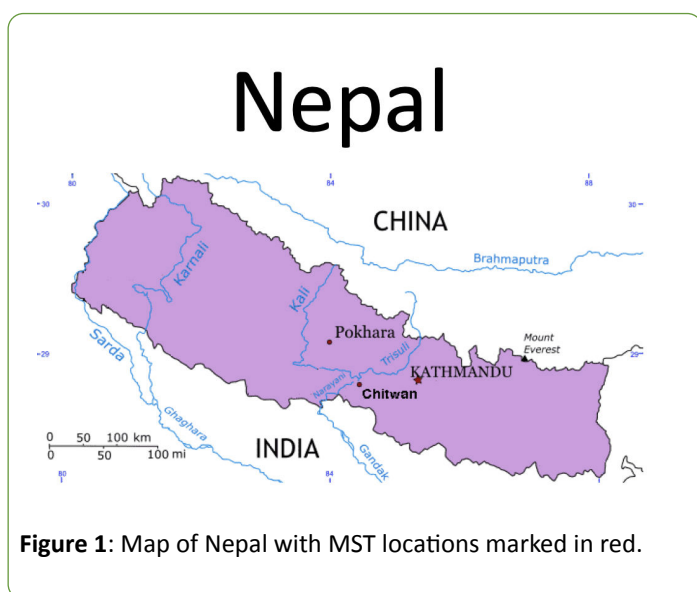 Nepal
80 84 88
30 30
CHINA
Brahmaputra
Karnali
Kali
Pokhara
Mount
Everest
29 29
Trisuli
KATHMANDU
Sarda
Narayani
Chitwan
Ghaghara
INDIA
Gandak
0 50 100 km
0 50 100 mi
80 84
Figure 1: Map of Nepal with MST locations marked in red.